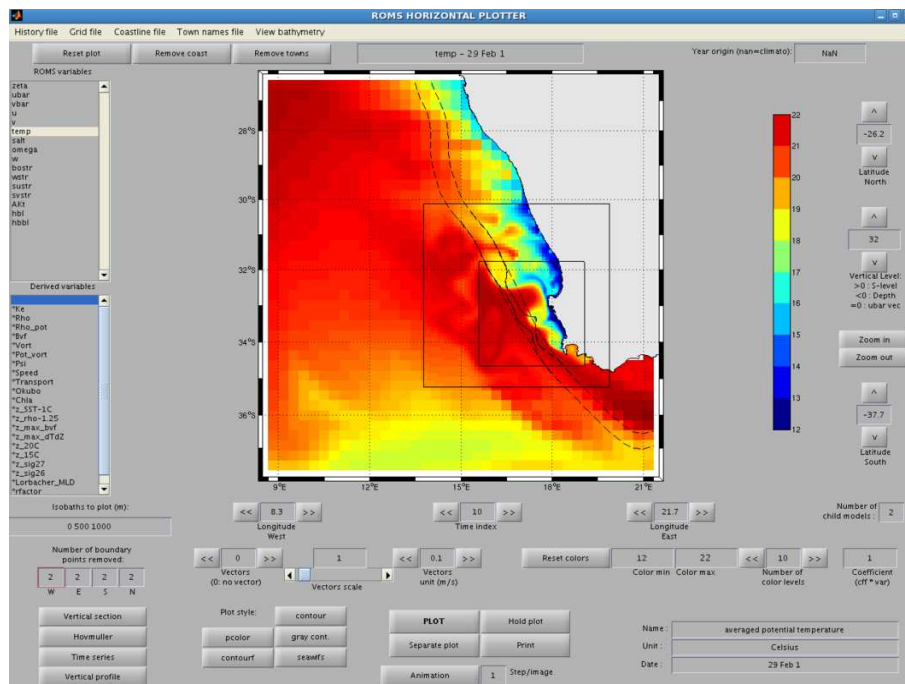 ROMS HORIZONTAL PLOTTER
History file Grid file Coastline file Town names file View bathymetry
Reset plot Remove coast Remove towns temp - 29 Feb 1 Year origin (nan=climato): NaN
ROMS variables
zeta
ubar
vbar
u
v
temp
salt
omega
w
bostr
wstr
sustr
svstr
AKt
hbl
hbbl
Derived variables
*Ke
*Rho
*Rho_pot
*Bvf
*Vort
*Pot_vort
*Psi
*Speed
*Transport
*Okubo
*Chla
*z_SST-1C
*z_rho-1.25
*z_max_bvf
*z_max_dTdZ
*z_20C
*z_15C
*z_sig27
*z_sig26
*Lorbacher_MLD
*rfactor
28°S
30°S
32°S
34°S
36°S
9°E 12°E 15°E 18°E 21°E
22
21
20
19
18
17
16
15
14
13
12
^
-26.2
v
Latitude
North
^
32
v
Vertical Level:
>0 : S-level
<0 : Depth
=0 : ubar vec
Zoom in
Zoom out
^
-37.7
v
Latitude
South
Isobaths to plot (m):
0 500 1000
<< 8.3 >>
Longitude
West
<< 10 >>
Time index
<< 21.7 >>
Longitude
East
Number of
child models : 2
Number of boundary
points removed:
2 2 2 2
W E S N
<< 0 >>
Vectors
(0: no vector)
1
Vectors scale
<< 0.1 >>
Vectors
unit (m/s)
Reset colors 12 22
Color min Color max
<< 10 >>
Number of
color levels
1
Coefficient
(cff * var)
Vertical section
Hovmuller
Time series
Vertical profile
Plot style:
contour
pcolor gray cont.
contourf seawfs
PLOT Hold plot
Separate plot Print
Animation 1 Step/image
Name : averaged potential temperature
Unit : Celsius
Date : 29 Feb 1